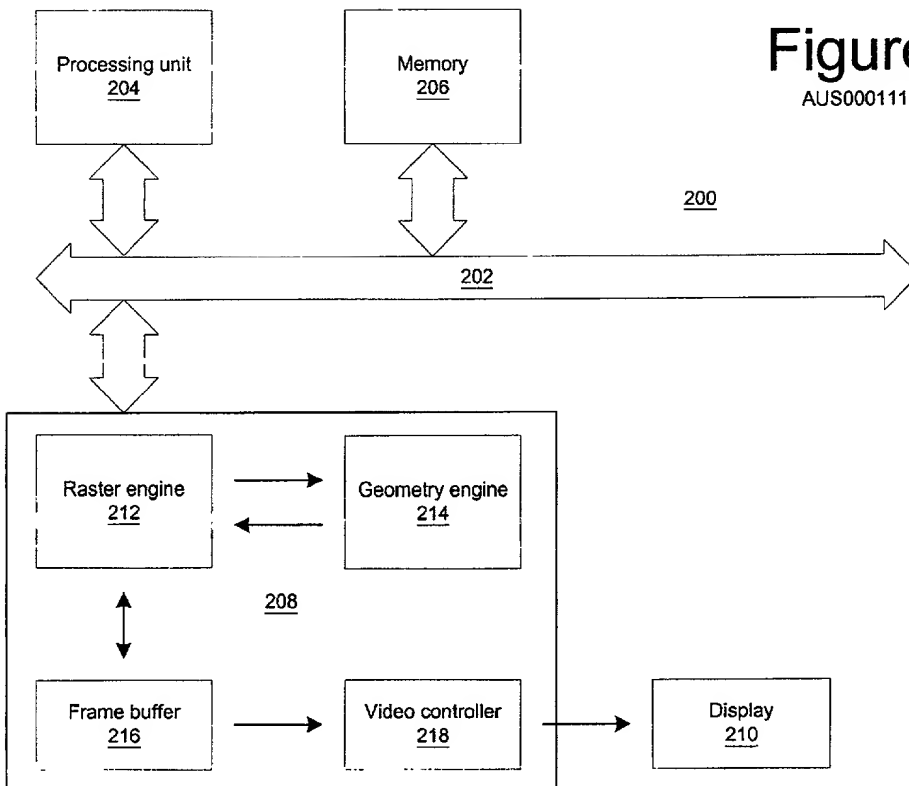 Processing unit
204
Memory
206
Figure
AUS000111
200
202
Raster engine
212
Geometry engine
214
208
Frame buffer
216
Video controller
218
Display
210